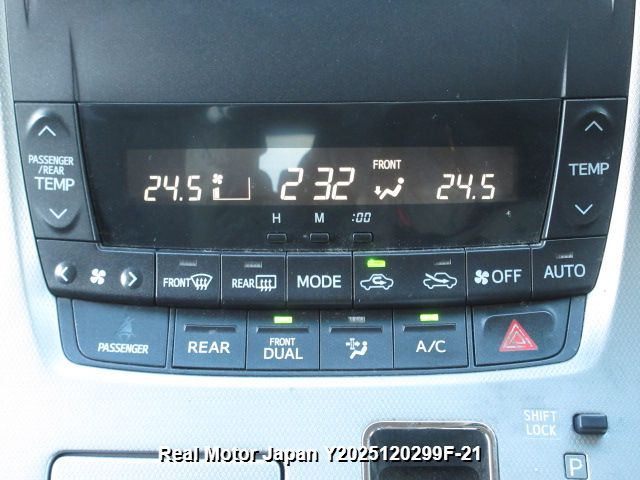 PASSENGER
/REAR
TEMP
FRONT
TEMP
24.5 2 32 24.5
H M :00
FRONT REAR MODE OFF AUTO
PASSENGER REAR FRONT DUAL A/C
SHIFT
LOCK
P
Real Motor Japan Y2025120299F-21